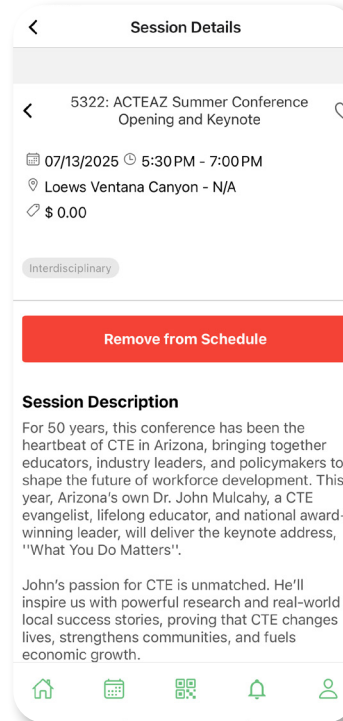 Session Details
5322: ACTEAZ Summer Conference
Opening and Keynote
07/13/2025 5:30 PM - 7:00 PM
Loews Ventana Canyon - N/A
$ 0.00
Interdisciplinary
Remove from Schedule
Session Description
For 50 years, this conference has been the
heartbeat of CTE in Arizona, bringing together
educators, industry leaders, and policymakers to
shape the future of workforce development. This
year, Arizona's own Dr. John Mulcahy, a CTE
evangelist, lifelong educator, and national award-
winning leader, will deliver the keynote address,
''What You Do Matters''.
John's passion for CTE is unmatched. He'll
inspire us with powerful research and real-world
local success stories, proving that CTE changes
lives, strengthens communities, and fuels
economic growth.